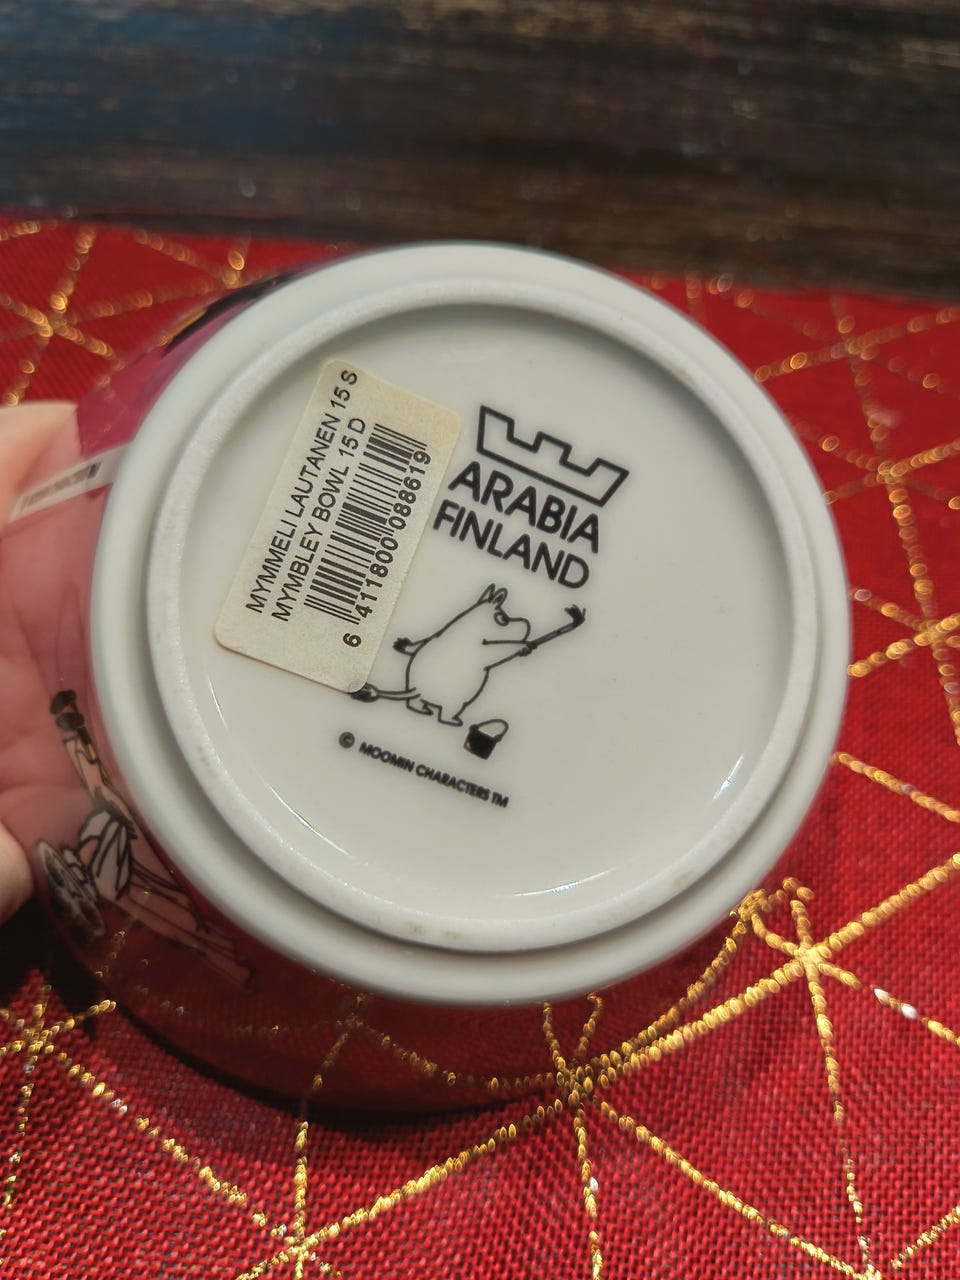 MYMMELI LAUTANEN 15 S
MYMBLEY BOWL 15 D
6 411800 088619
ARABIA
FINLAND
© MOOMIN CHARACTERS TM